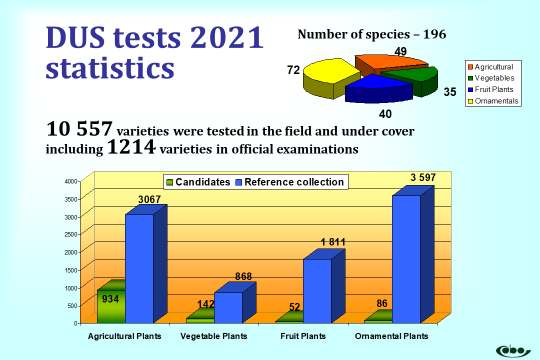 DUS tests 2021
statistics
Number of species – 196
49
72
35
40
Agricultural
Vegetables
Fruit Plants
Ornamentals
10 557 varieties were tested in the field and under cover
including 1214 varieties in official examinations
Candidates Reference collection
4000
3500
3000
2500
2000
1500
1000
500
0
934
3067
142
868
52
1 811
86
3 597
Agricultural Plants Vegetable Plants Fruit Plants Ornamental Plants